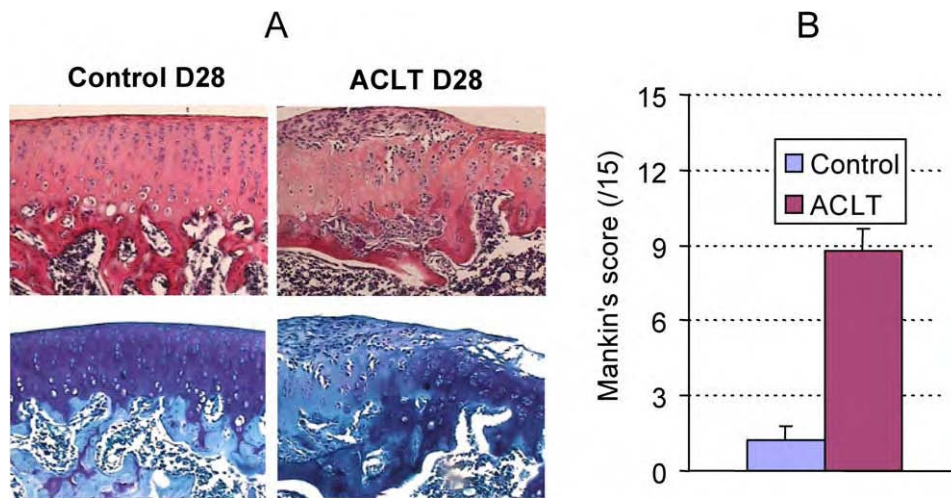 A
Control D28
ACLT D28
B
Mankin's score (/15)
15
12
9
6
3
0
Control
ACLT